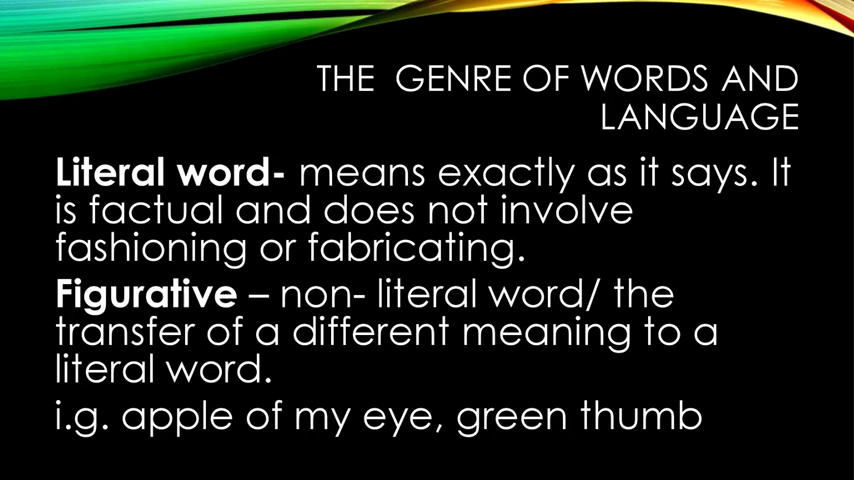 THE GENRE OF WORDS AND
LANGUAGE
Literal word- means exactly as it says. It
is factual and does not involve
fashioning or fabricating.
Figurative – non- literal word/ the
transfer of a different meaning to a
literal word.
i.g. apple of my eye, green thumb